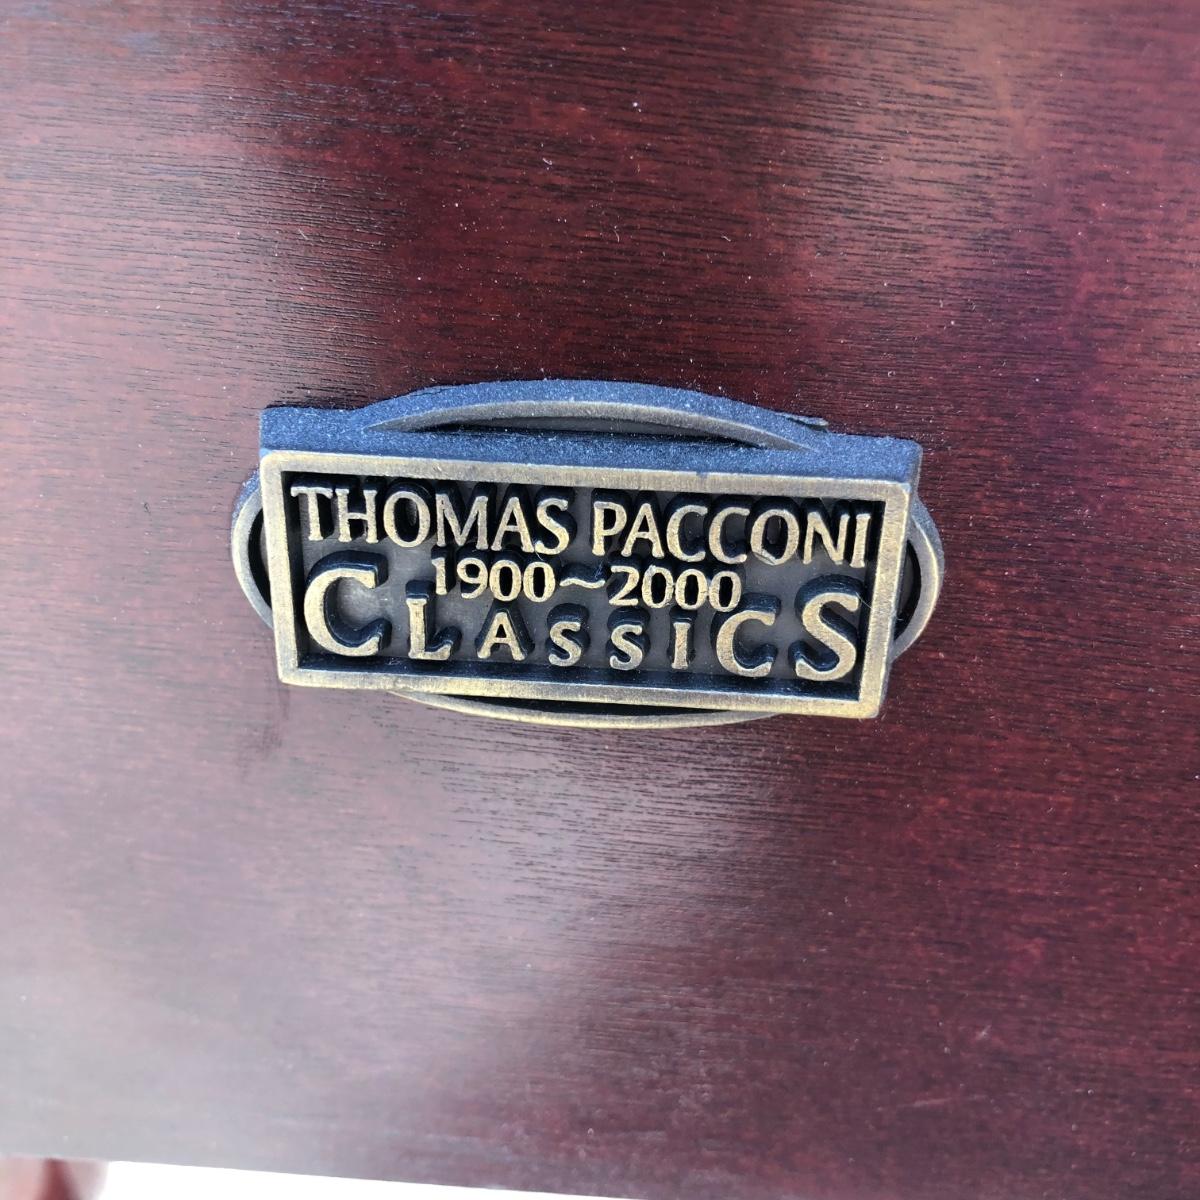 THOMAS PACCONI
1900~2000
CLASSICS